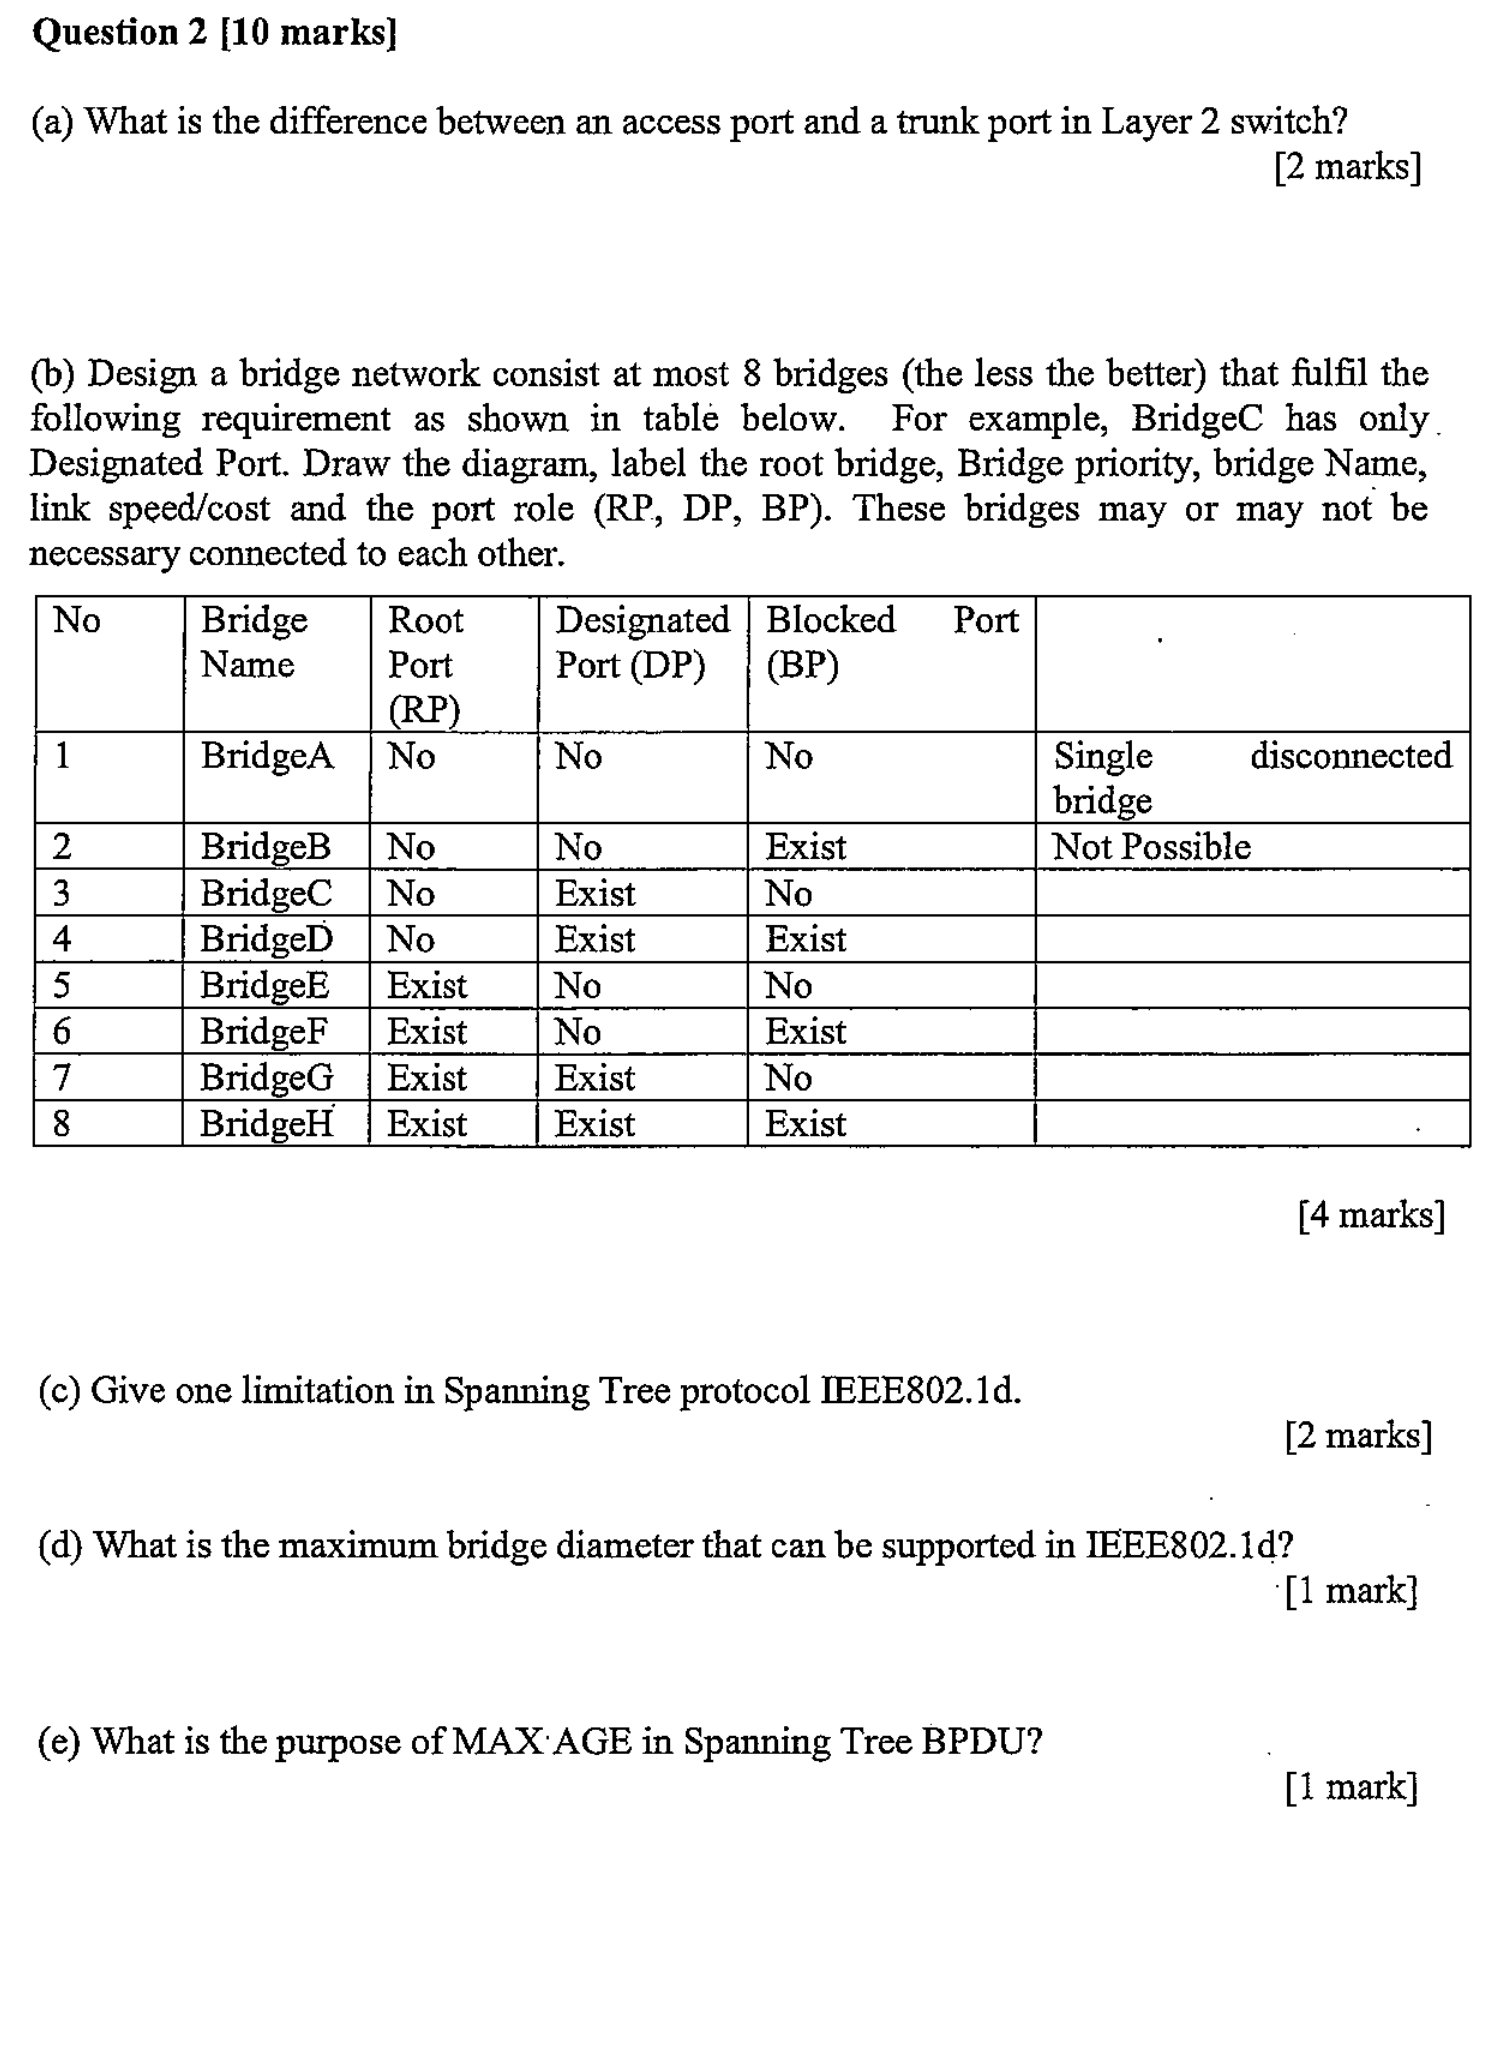 Question 2 [10 marks]
(a) What is the difference between an access port and a trunk port in Layer 2 switch?
[2 marks]
(b) Design a bridge network consist at most 8 bridges (the less the better) that fulfil the
following requirement as shown in table below. For example, BridgeC has only
Designated Port. Draw the diagram, label the root bridge, Bridge priority, bridge Name,
link speed/cost and the port role (RP, DP, BP). These bridges may or may not be
necessary connected to each other.
No Bridge Root Designated Blocked Port
Name Port Port (DP) (BP)
(RP)
1 BridgeA No No No Single disconnected
bridge
2 BridgeB No No Exist Not Possible
3 BridgeC No Exist No
4 BridgeD No Exist Exist
5 BridgeE Exist No No
6 BridgeF Exist No Exist
7 BridgeG Exist Exist No
8 BridgeH Exist Exist Exist
[4 marks]
(c) Give one limitation in Spanning Tree protocol IEEE802.1d.
[2 marks]
(d) What is the maximum bridge diameter that can be supported in IEEE802.1d?
[1 mark]
(e) What is the purpose of MAX AGE in Spanning Tree BPDU?
[1 mark]